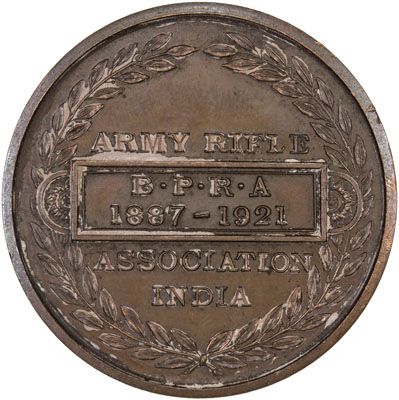 ARMY RIFLE
B·P·R·A
1887-1921
ASSOCIATION
INDIA